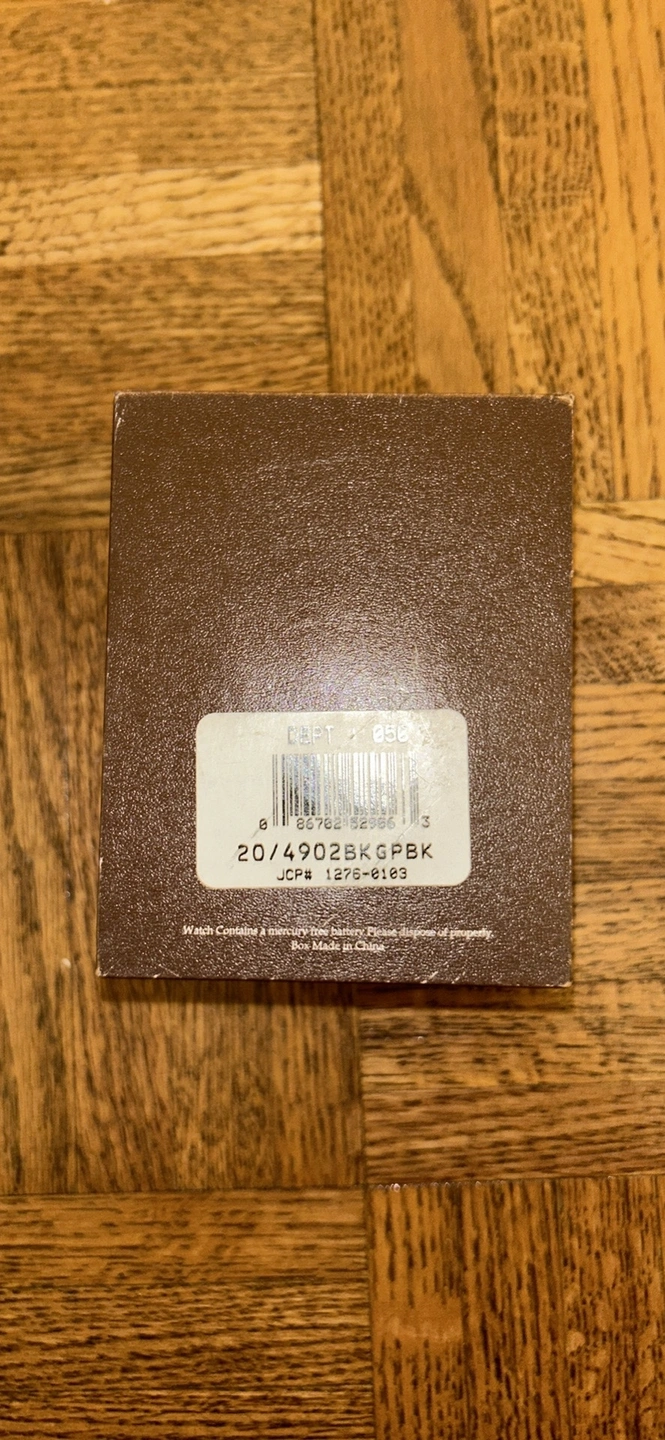 DEPT 050
0 86702 52966 3
20/4902BKGPBK
JCP# 1276-0103
Watch Contains a mercury free battery Please dispose of properly.
Box Made in China